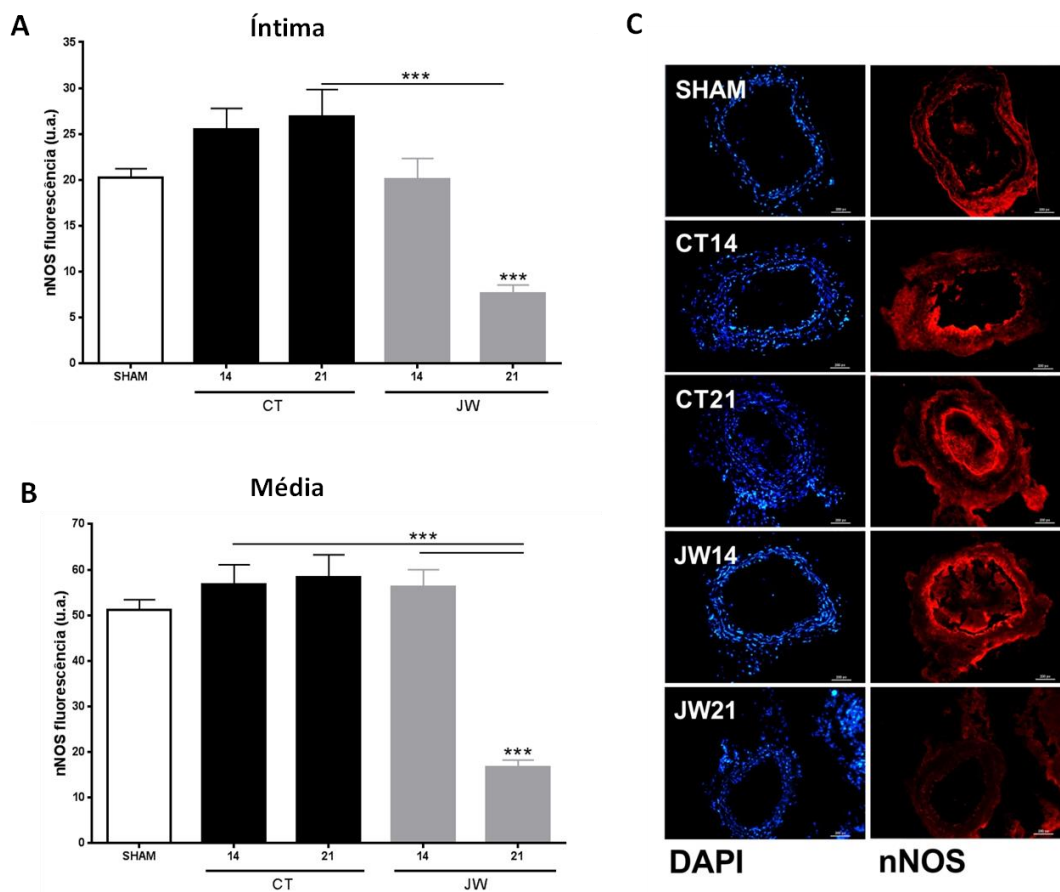 A
Íntima
nNOS fluorescência (u.a.)
35
30
25
20
15
10
5
0
***
***
SHAM
14
21
14
21
CT
JW
B
Média
nNOS fluorescência (u.a.)
70
60
50
40
30
20
10
0
***
***
SHAM
14
21
14
21
CT
JW
C
SHAM
CT14
CT21
JW14
JW21
DAPI
nNOS